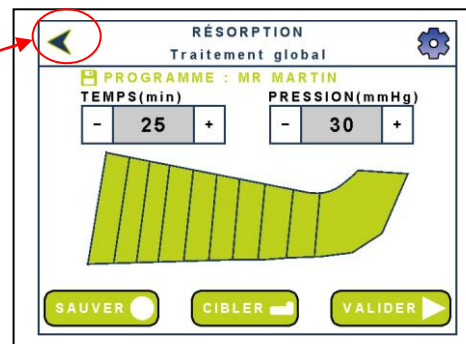 RÉSORPTION
Traitement global
PROGRAMME : MR MARTIN
TEMPS(min) PRESSION(mmHg)
- 25 + - 30 +
SAUVER CIBLER VALIDER